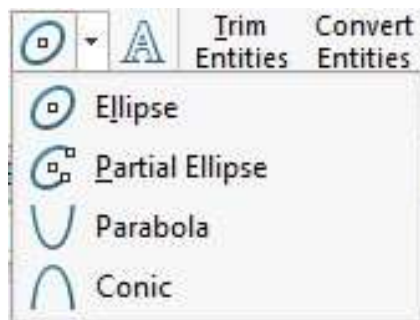 Trim Convert
Entities Entities
Ellipse
Partial Ellipse
Parabola
Conic